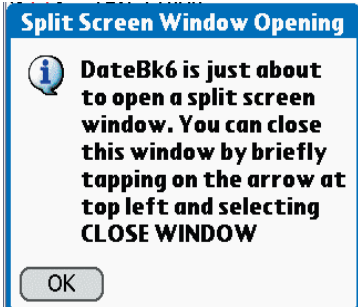 Split Screen Window Opening
DateBk6 is just about
to open a split screen
window. You can close
this window by briefly
tapping on the arrow at
top left and selecting
CLOSE WINDOW
OK